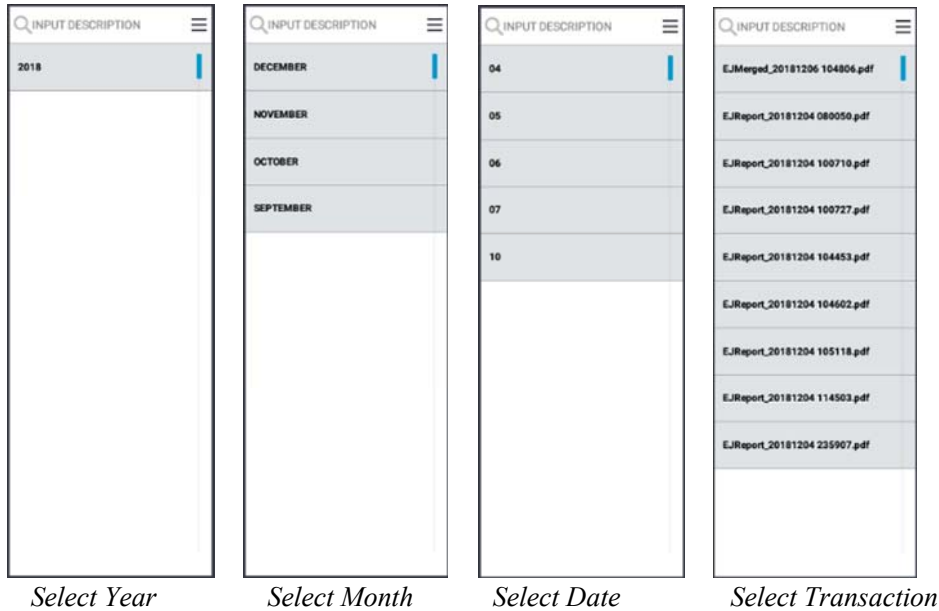 INPUT DESCRIPTION
2018
Select Year
INPUT DESCRIPTION
DECEMBER
NOVEMBER
OCTOBER
SEPTEMBER
Select Month
INPUT DESCRIPTION
04
05
06
07
10
Select Date
INPUT DESCRIPTION
EJMerged_20181206 104806.pdf
EJReport_20181204 080050.pdf
EJReport_20181204 100710.pdf
EJReport_20181204 100727.pdf
EJReport_20181204 104453.pdf
EJReport_20181204 104602.pdf
EJReport_20181204 105118.pdf
EJReport_20181204 114503.pdf
EJReport_20181204 235907.pdf
Select Transaction